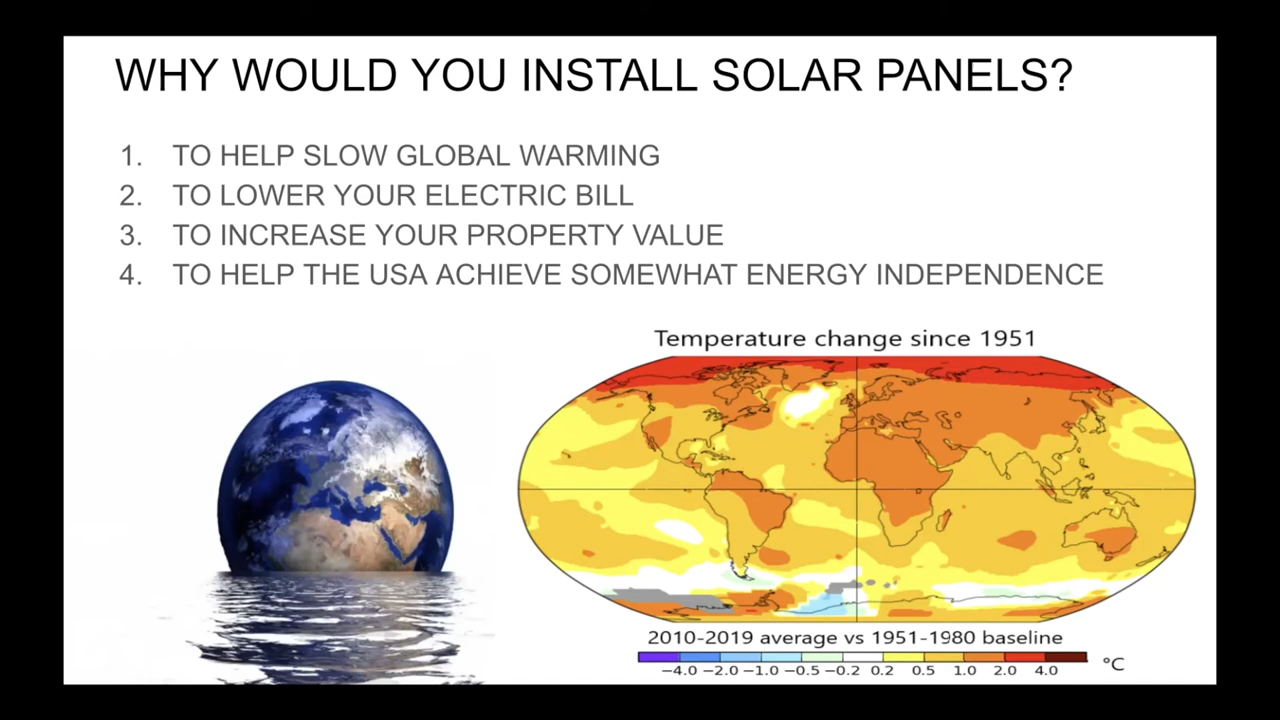 WHY WOULD YOU INSTALL SOLAR PANELS?
1. TO HELP SLOW GLOBAL WARMING
2. TO LOWER YOUR ELECTRIC BILL
3. TO INCREASE YOUR PROPERTY VALUE
4. TO HELP THE USA ACHIEVE SOMEWHAT ENERGY INDEPENDENCE
Temperature change since 1951
2010-2019 average vs 1951-1980 baseline
−4.0 −2.0 −1.0 −0.5 −0.2 0.2 0.5 1.0 2.0 4.0 °C